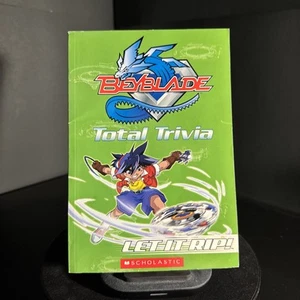 BEYBLADE
Total Trivia
LET IT RIP!
SCHOLASTIC